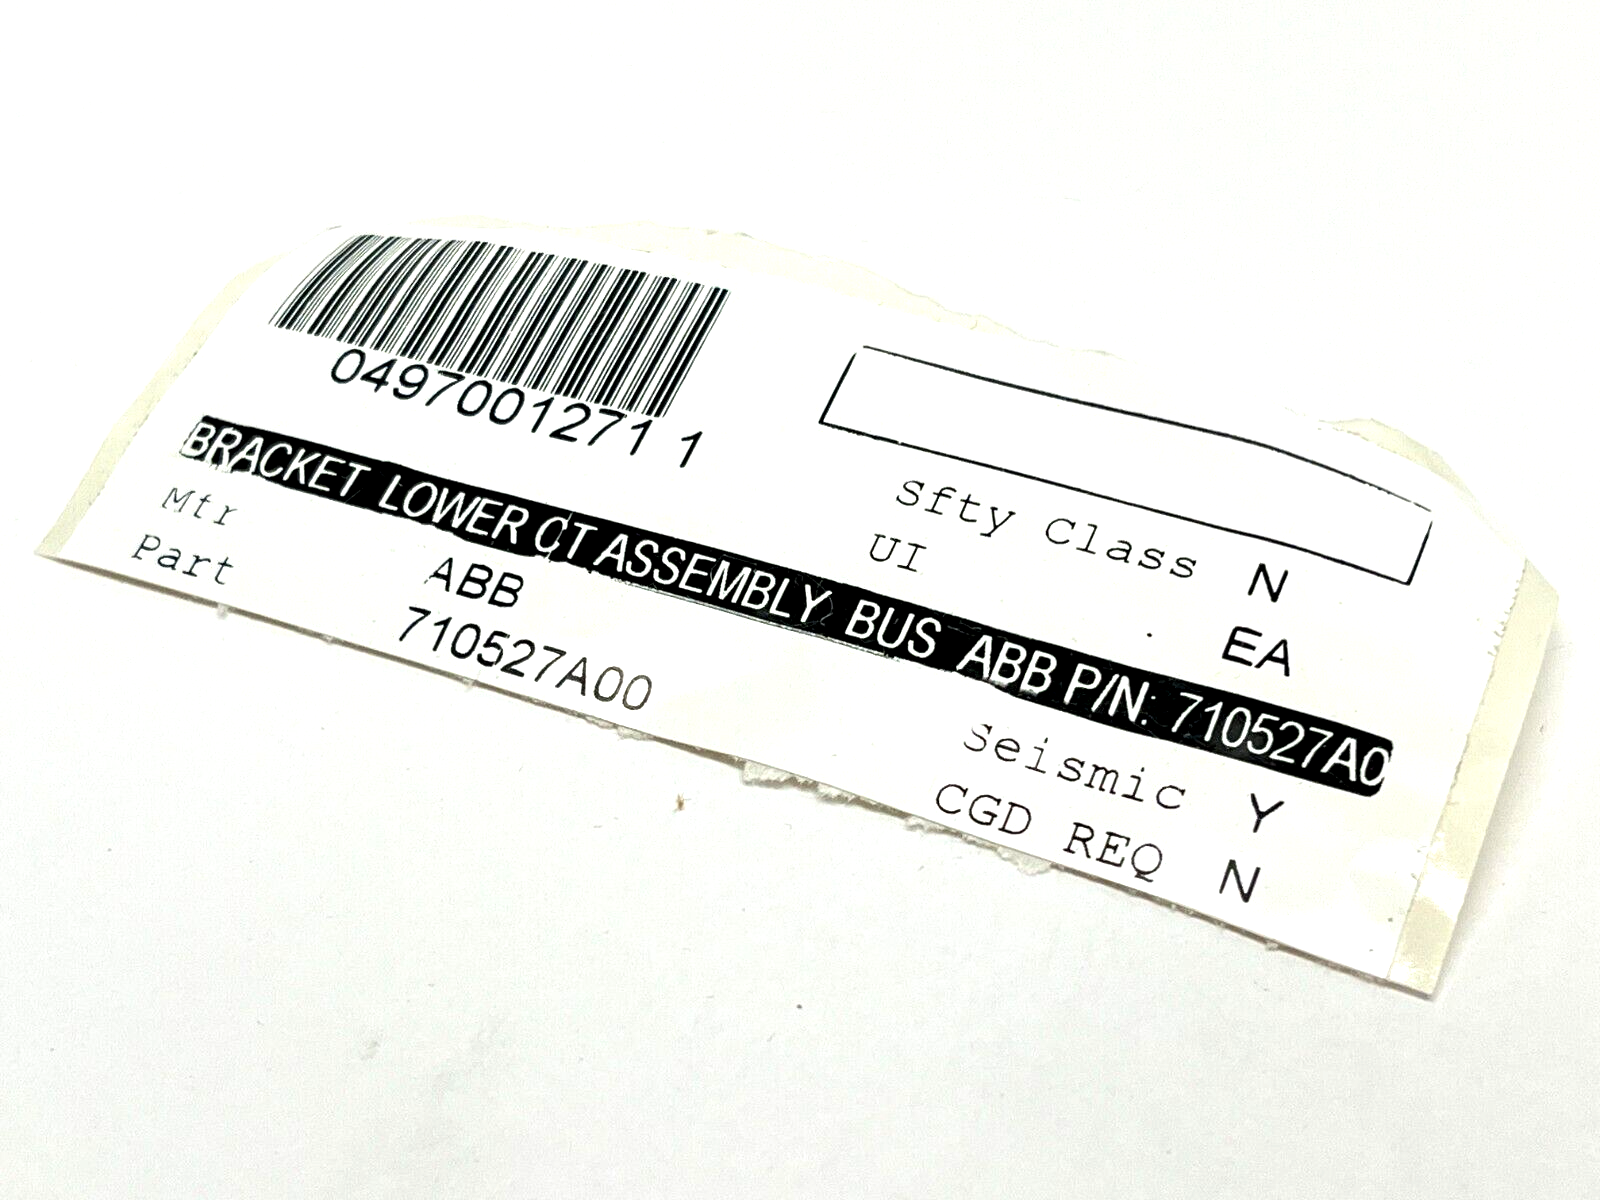 0497001271 1
Sfty Class N
UI EA
BRACKET LOWER CT ASSEMBLY BUS ABB P/N: 710527A0
Mtr ABB
Part 710527A00
Seismic Y
CGD REQ N